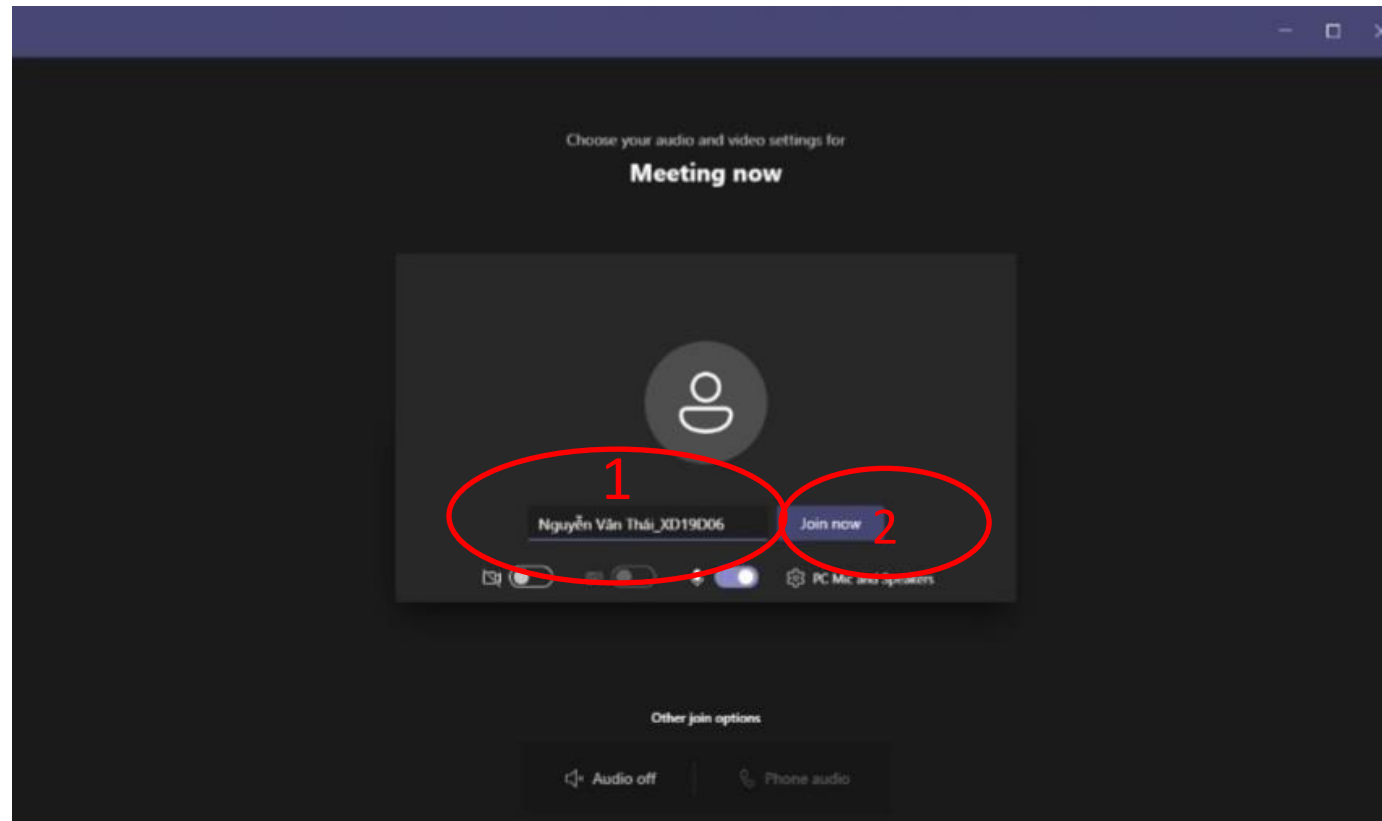 Choose your audio and video settings for
Meeting now
1
Nguyễn Văn Thái_XD19D06
Join now
2
PC Mic and Speakers
Other join options
Audio off
Phone audio